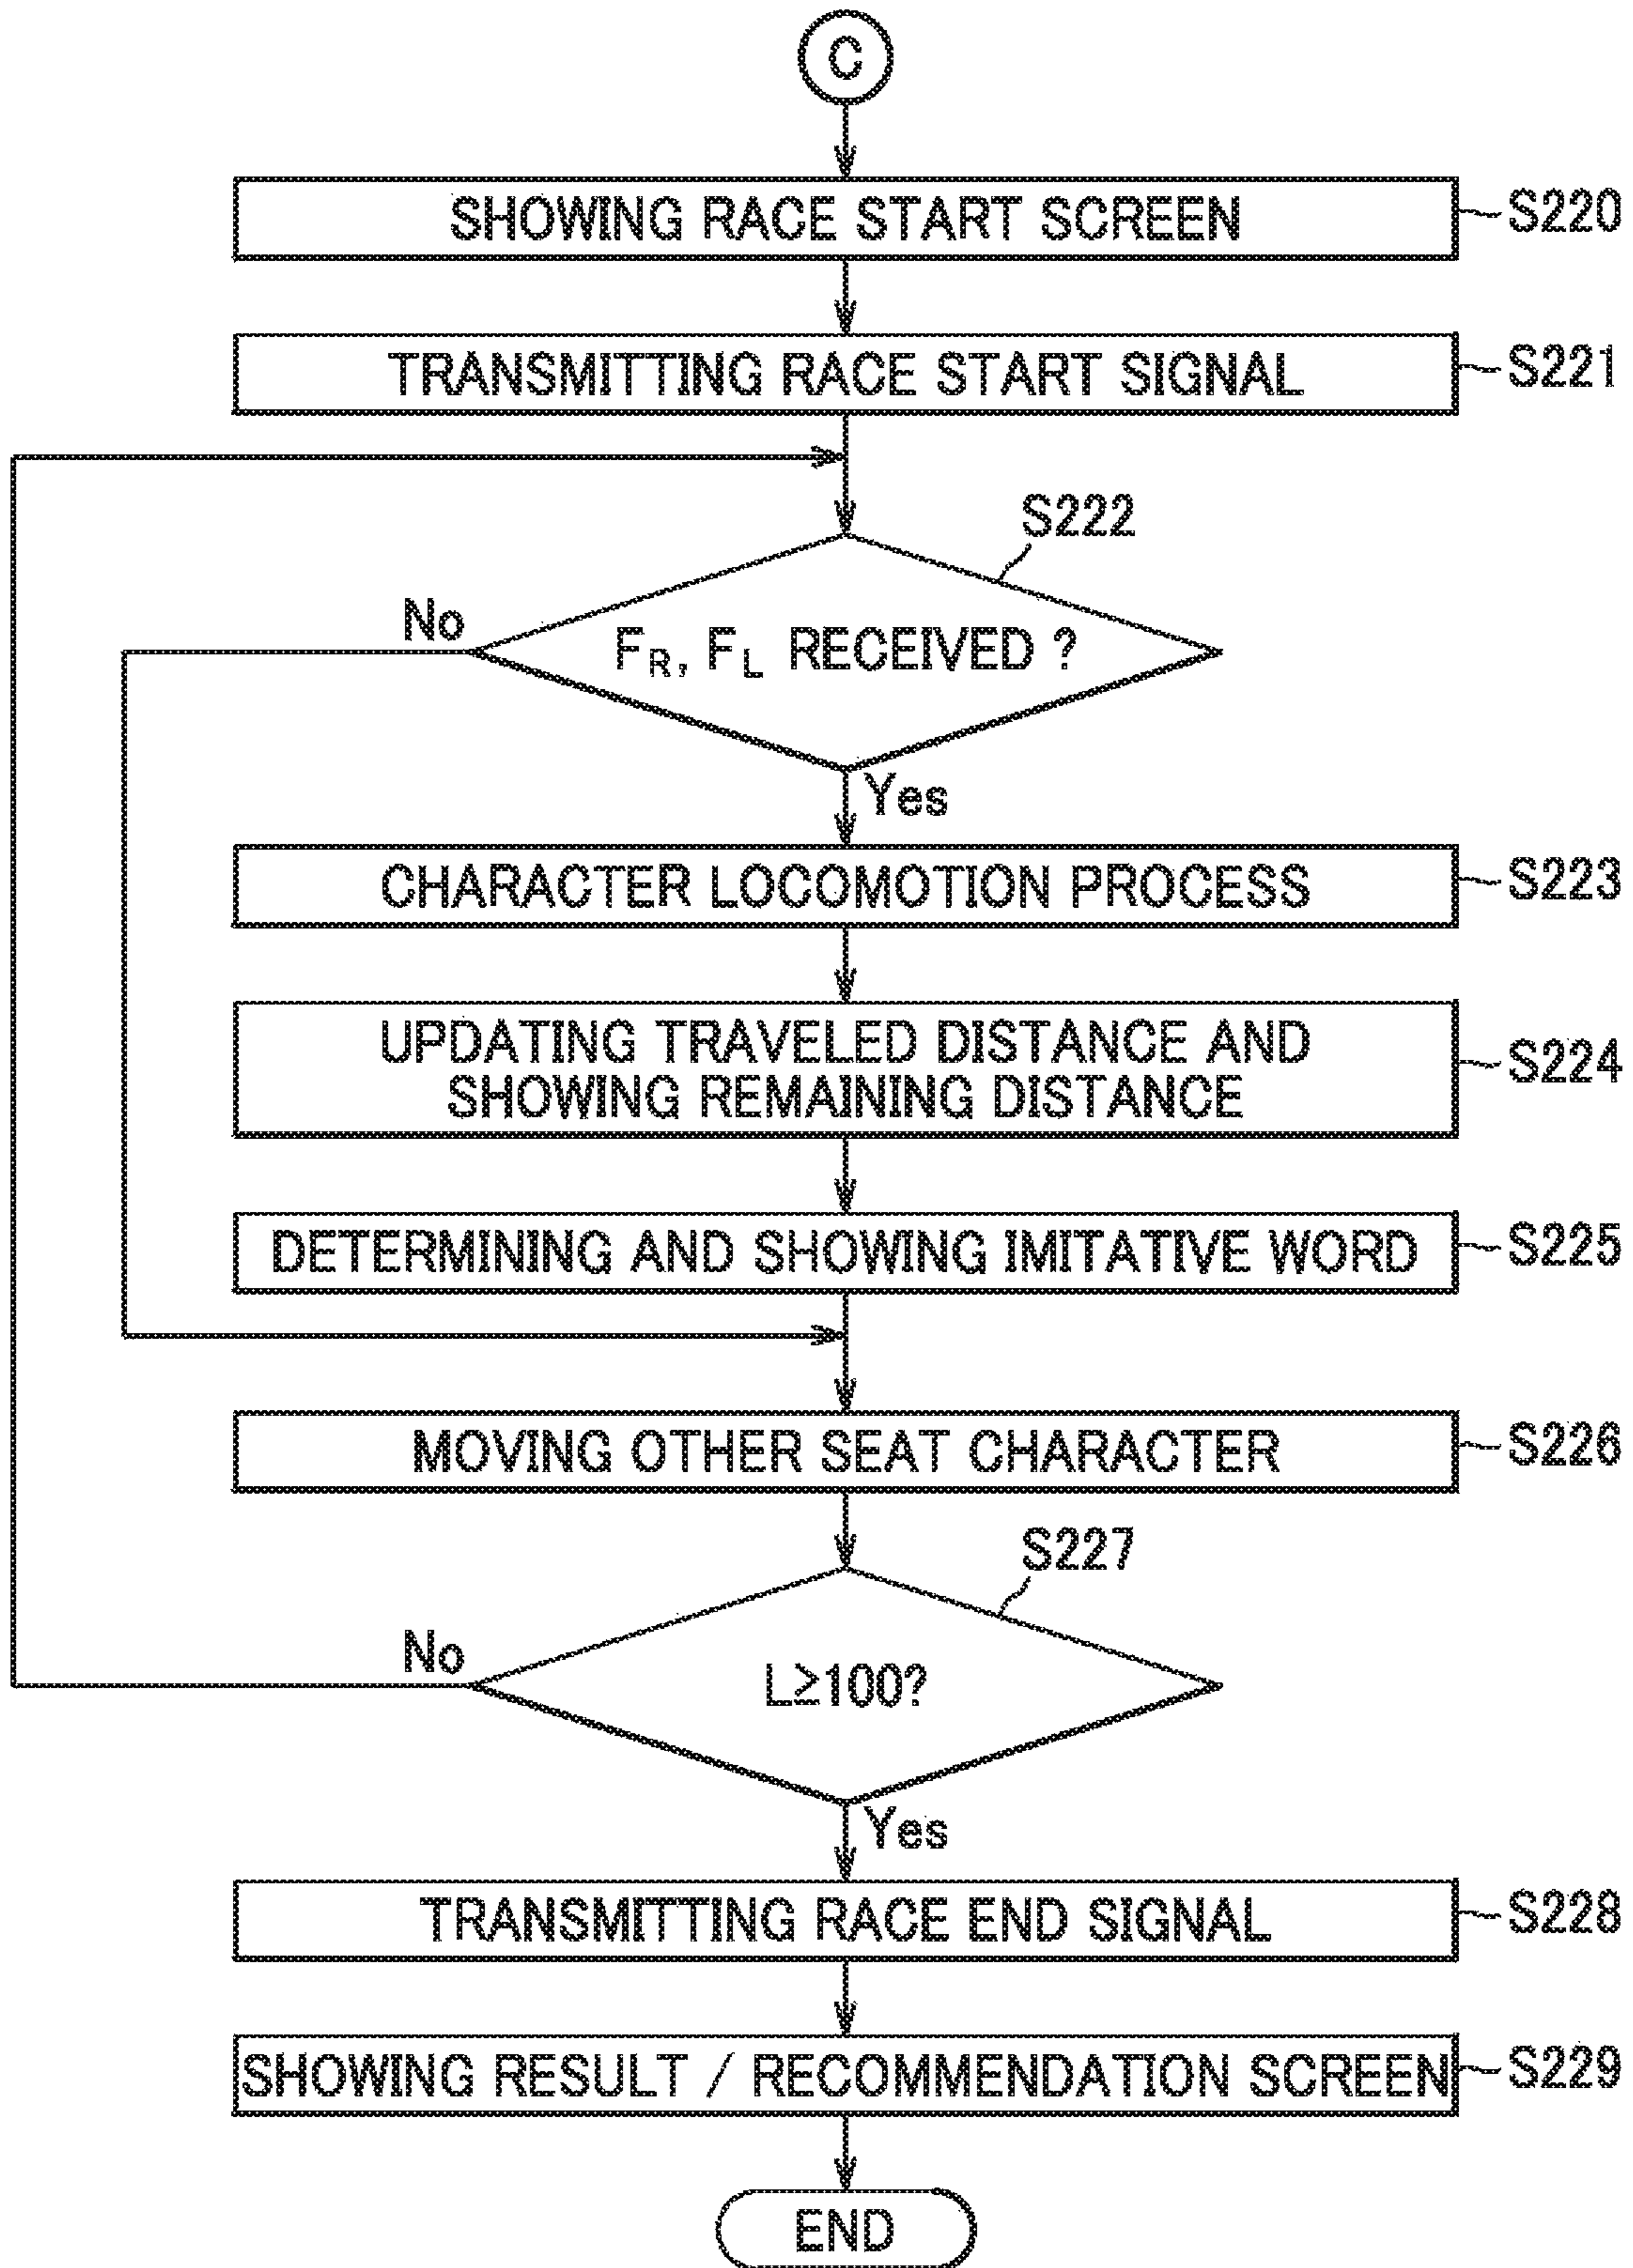 C
SHOWING RACE START SCREEN
S220
TRANSMITTING RACE START SIGNAL
S221
S222
No
FR, FL RECEIVED ?
Yes
CHARACTER LOCOMOTION PROCESS
S223
UPDATING TRAVELED DISTANCE AND
SHOWING REMAINING DISTANCE
S224
DETERMINING AND SHOWING IMITATIVE WORD
S225
MOVING OTHER SEAT CHARACTER
S226
S227
No
L≥100?
Yes
TRANSMITTING RACE END SIGNAL
S228
SHOWING RESULT / RECOMMENDATION SCREEN
S229
END